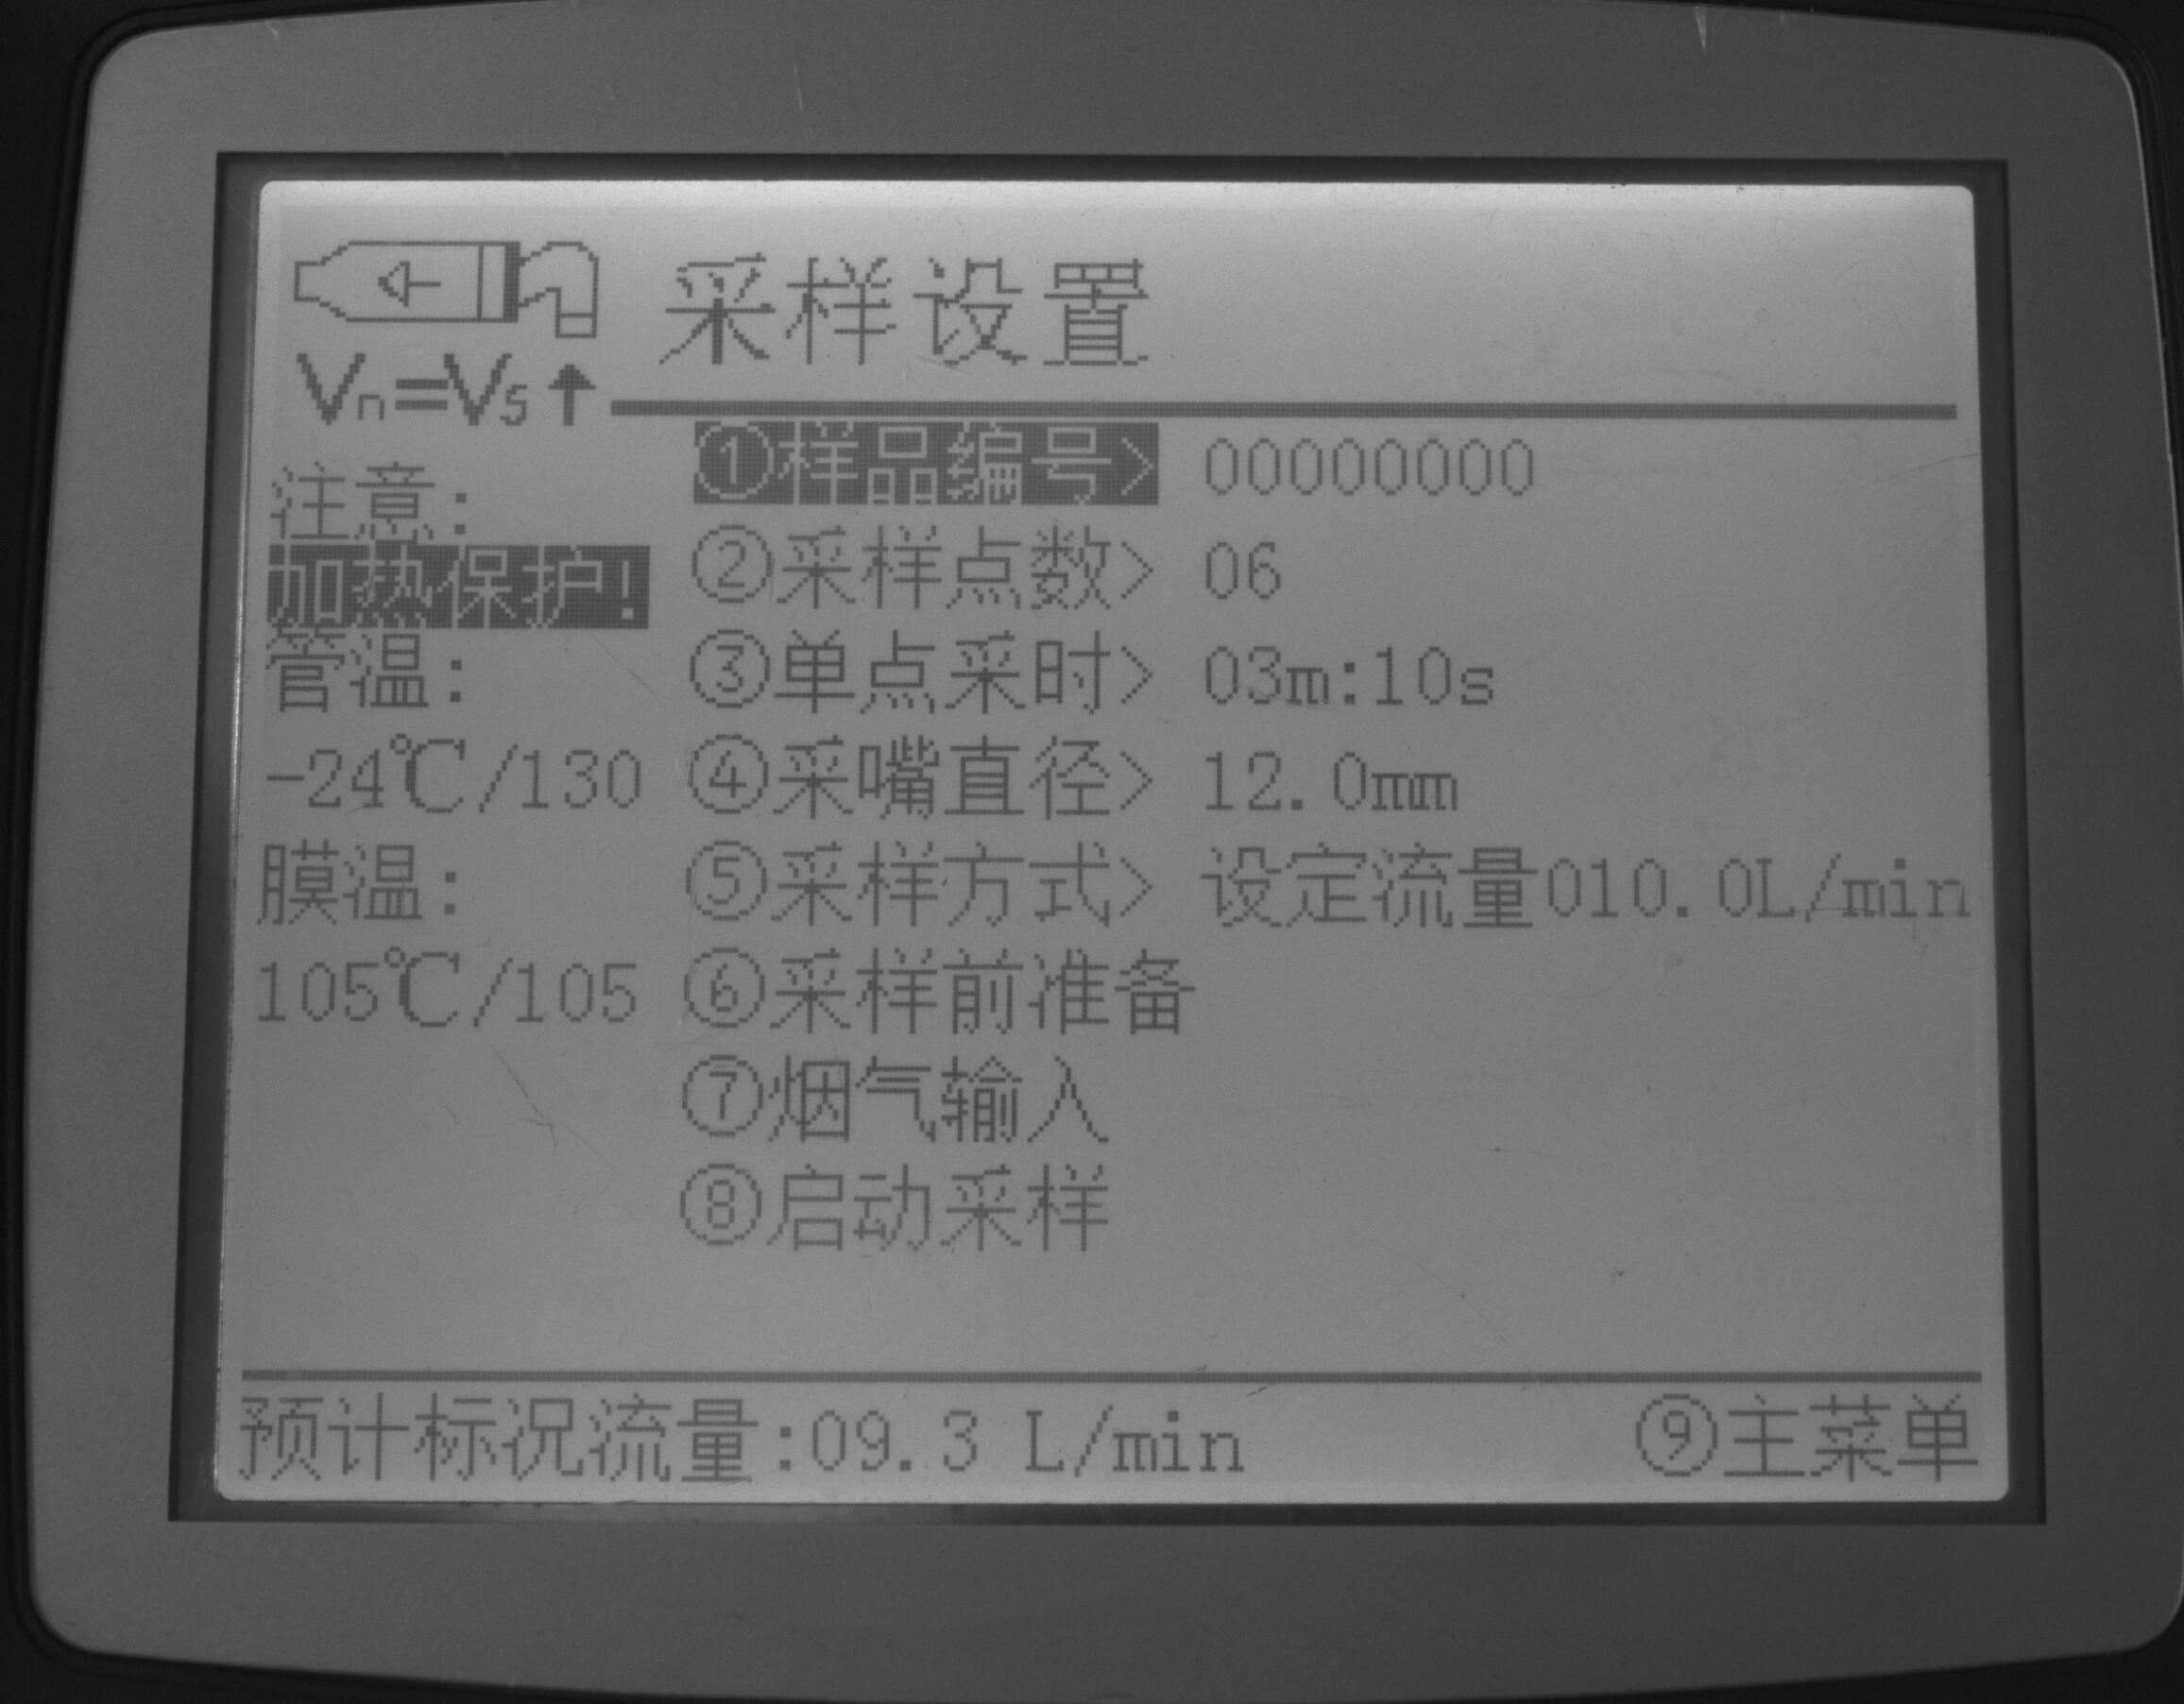 采样设置
Vn=Vs↑
注意:
加热保护!
管温:
-24℃/130
膜温:
105℃/105
①样品编号> 00000000
②采样点数> 06
③单点采时> 03m:10s
④采嘴直径> 12.0mm
⑤采样方式> 设定流量010.0L/min
⑥采样前准备
⑦烟气输入
⑧启动采样
预计标况流量:09.3 L/min
⑨主菜单